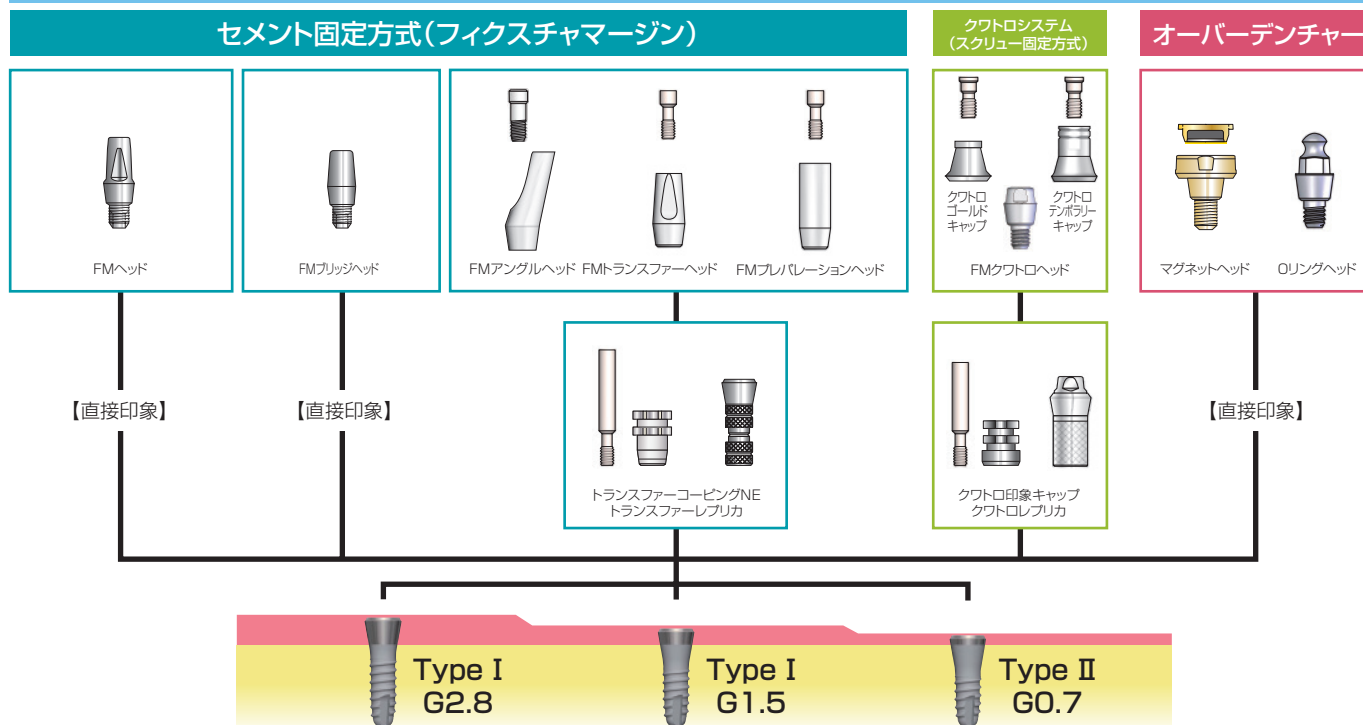 セメント固定方式（フィクスチャマージン）
クワトロシステム
（スクリュー固定方式）
オーバーデンチャー
FMヘッド
FMブリッジヘッド
FMアングルヘッド
FMトランスファーヘッド
FMプレパレーションヘッド
クワトロ
ゴールド
キャップ
クワトロ
テンポラリー
キャップ
FMクワトロヘッド
マグネットヘッド
Oリングヘッド
【直接印象】
【直接印象】
トランスファーコーピングNE
トランスファーレプリカ
クワトロ印象キャップ
クワトロレプリカ
【直接印象】
Type I
G2.8
Type I
G1.5
Type II
G0.7